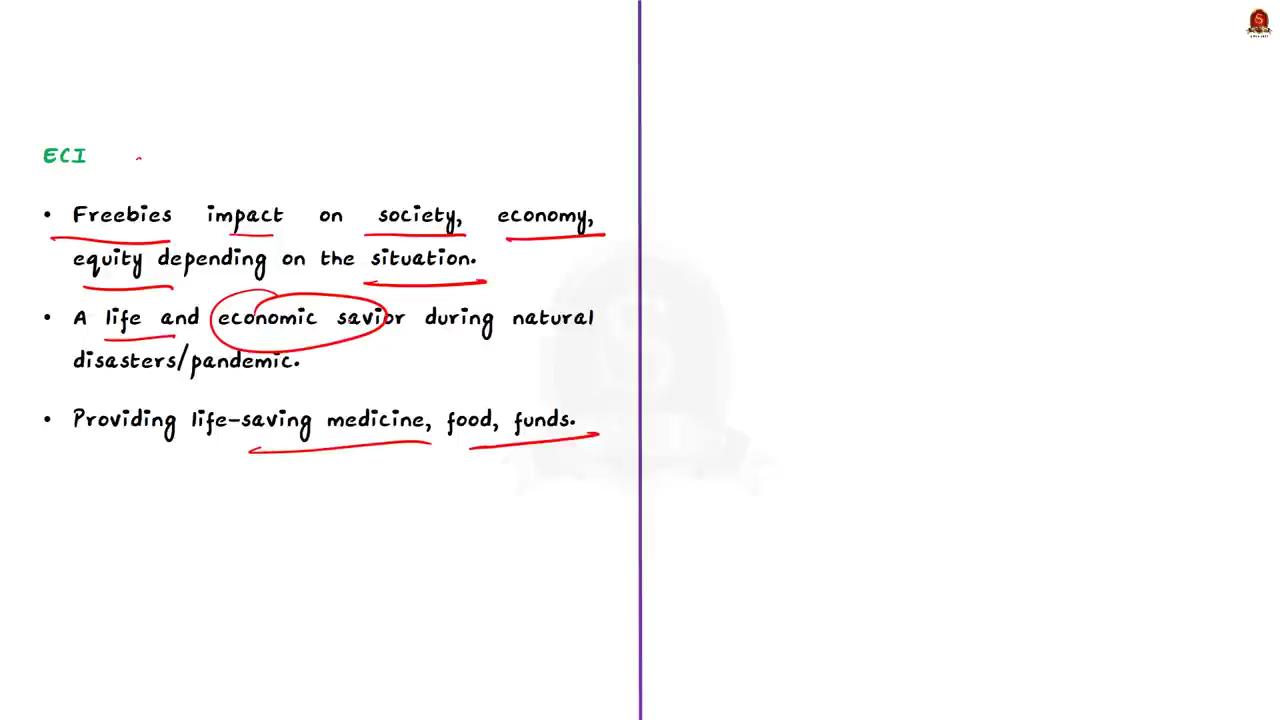 ECI
• Freebies impact on society, economy,
equity depending on the situation.
• A life and economic savior during natural
disasters/pandemic.
• Providing life-saving medicine, food, funds.